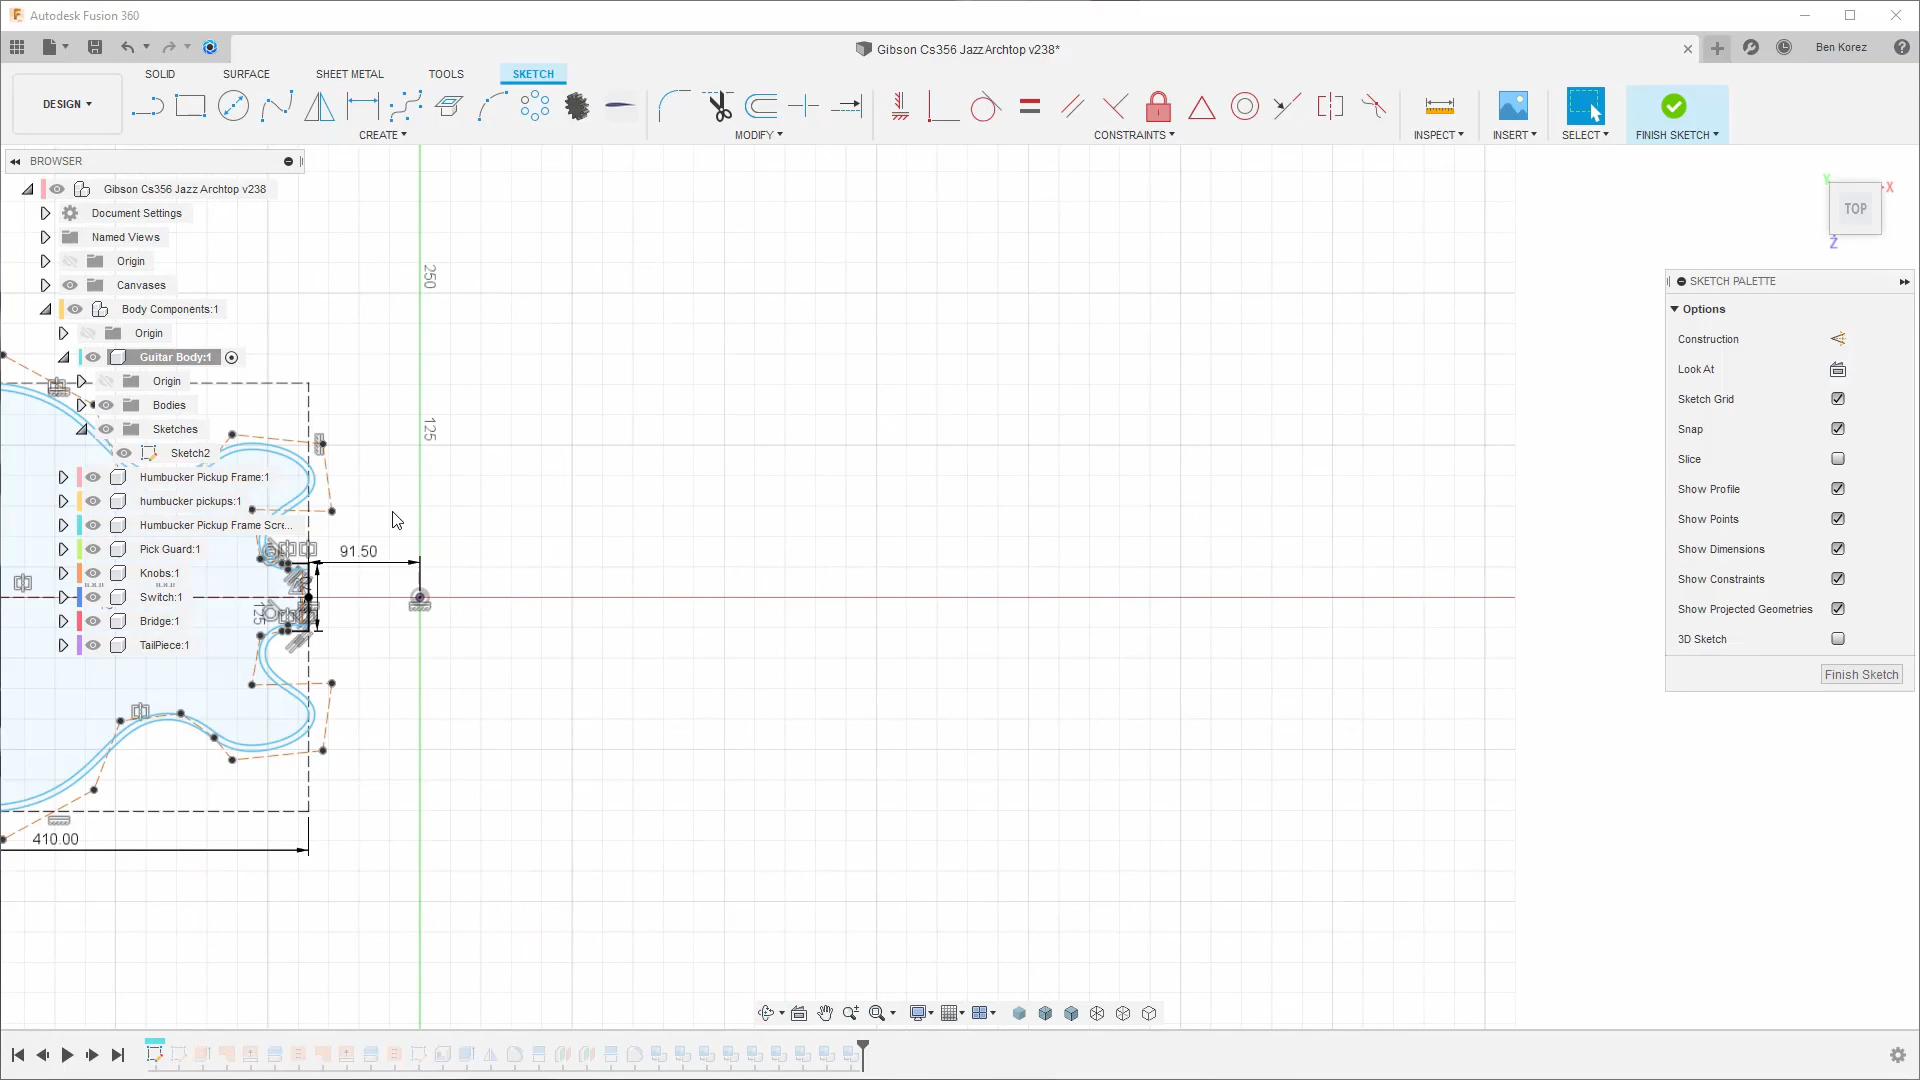 Autodesk Fusion 360
Gibson Cs356 Jazz Archtop v238*
Ben Korez
SOLID
SURFACE
SHEET METAL
TOOLS
SKETCH
DESIGN
CREATE
MODIFY
CONSTRAINTS
INSPECT
INSERT
SELECT
FINISH SKETCH
BROWSER
Gibson Cs356 Jazz Archtop v238
Document Settings
Named Views
Origin
Canvases
Body Components:1
Origin
Guitar Body:1
Origin
Bodies
Sketches
Sketch2
Humbucker Pickup Frame:1
humbucker pickups:1
Humbucker Pickup Frame Scre...
Pick Guard:1
Knobs:1
Switch:1
Bridge:1
TailPiece:1
250
125
91.50
125
410.00
Y
X
TOP
Z
SKETCH PALETTE
Options
Construction
Look At
Sketch Grid
Snap
Slice
Show Profile
Show Points
Show Dimensions
Show Constraints
Show Projected Geometries
3D Sketch
Finish Sketch